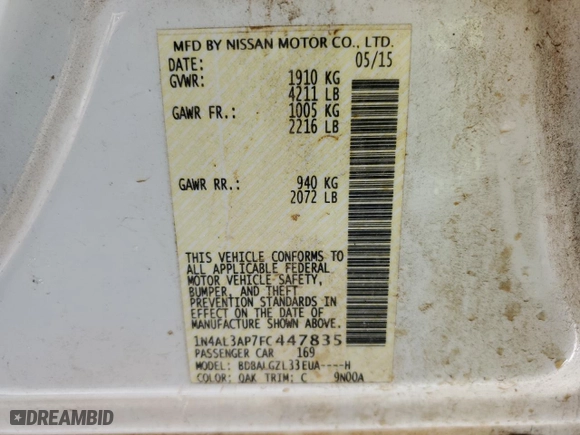 MFD BY NISSAN MOTOR CO., LTD.
DATE: 05/15
GVWR: 1910 KG
4211 LB
GAWR FR.: 1005 KG
2216 LB
GAWR RR.: 940 KG
2072 LB
THIS VEHICLE CONFORMS TO
ALL APPLICABLE FEDERAL
MOTOR VEHICLE SAFETY,
BUMPER, AND THEFT
PREVENTION STANDARDS IN
EFFECT ON THE DATE OF
MANUFACTURE SHOWN ABOVE.
1N4AL3AP7FC447835
PASSENGER CAR 169
BDBALGZL33EUA----H
COLOR: QAK TRIM: C 9N00A
DREAMBID